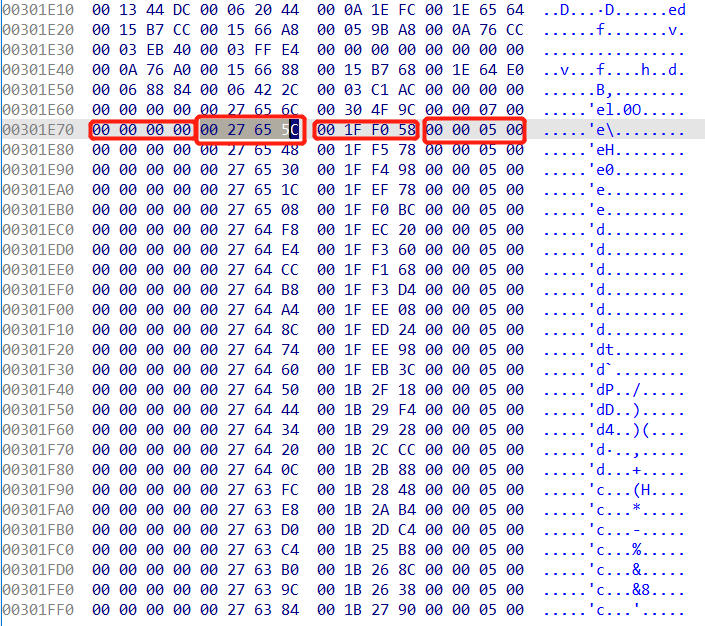 00301E10 00 13 44 DC 00 06 20 44 00 0A 1E FC 00 1E 65 64 ..D...·D......ed
00301E20 00 15 B7 CC 00 15 66 A8 00 05 9B A8 00 0A 76 CC ......f.......v.
00301E30 00 03 EB 40 00 03 FF E4 00 00 00 00 00 00 00 00 ................
00301E40 00 0A 76 A0 00 15 66 88 00 15 B7 68 00 1E 64 E0 ..v...f....h..d.
00301E50 00 06 88 84 00 06 42 2C 00 03 C1 AC 00 00 00 00 ......B,........
00301E60 00 00 00 00 00 27 65 6C 00 30 4F 9C 00 00 07 00 .....'el.0O.....
00301E70 00 00 00 00 00 27 65 5C 00 1F F0 58 00 00 05 00 .....'e\........
00301E80 00 00 00 00 00 27 65 48 00 1F F5 78 00 00 05 00 .....'eH........
00301E90 00 00 00 00 00 27 65 30 00 1F F4 98 00 00 05 00 .....'e0........
00301EA0 00 00 00 00 00 27 65 1C 00 1F EF 78 00 00 05 00 .....'e.........
00301EB0 00 00 00 00 00 27 65 08 00 1F F0 BC 00 00 05 00 .....'e.........
00301EC0 00 00 00 00 00 27 64 F8 00 1F EC 20 00 00 05 00 .....'d.........
00301ED0 00 00 00 00 00 27 64 E4 00 1F F3 60 00 00 05 00 .....'d.........
00301EE0 00 00 00 00 00 27 64 CC 00 1F F1 68 00 00 05 00 .....'d.........
00301EF0 00 00 00 00 00 27 64 B8 00 1F F3 D4 00 00 05 00 .....'d.........
00301F00 00 00 00 00 00 27 64 A4 00 1F EE 08 00 00 05 00 .....'d.........
00301F10 00 00 00 00 00 27 64 8C 00 1F ED 24 00 00 05 00 .....'d.........
00301F20 00 00 00 00 00 27 64 74 00 1F EE 98 00 00 05 00 .....'dt........
00301F30 00 00 00 00 00 27 64 60 00 1F EB 3C 00 00 05 00 .....'d`........
00301F40 00 00 00 00 00 27 64 50 00 1B 2F 18 00 00 05 00 .....'dP../.....
00301F50 00 00 00 00 00 27 64 44 00 1B 29 F4 00 00 05 00 .....'dD..).....
00301F60 00 00 00 00 00 27 64 34 00 1B 29 28 00 00 05 00 .....'d4..)(....
00301F70 00 00 00 00 00 27 64 20 00 1B 2C CC 00 00 05 00 .....'d·..,.....
00301F80 00 00 00 00 00 27 64 0C 00 1B 2B 88 00 00 05 00 .....'d...+.....
00301F90 00 00 00 00 00 27 63 FC 00 1B 28 48 00 00 05 00 .....'c...(H....
00301FA0 00 00 00 00 00 27 63 E8 00 1B 2A B4 00 00 05 00 .....'c...*.....
00301FB0 00 00 00 00 00 27 63 D0 00 1B 2D C4 00 00 05 00 .....'c...-.....
00301FC0 00 00 00 00 00 27 63 C4 00 1B 25 B8 00 00 05 00 .....'c...%.....
00301FD0 00 00 00 00 00 27 63 B0 00 1B 26 8C 00 00 05 00 .....'c...&.....
00301FE0 00 00 00 00 00 27 63 9C 00 1B 26 38 00 00 05 00 .....'c...&8....
00301FF0 00 00 00 00 00 27 63 84 00 1B 27 90 00 00 05 00 .....'c...'.....